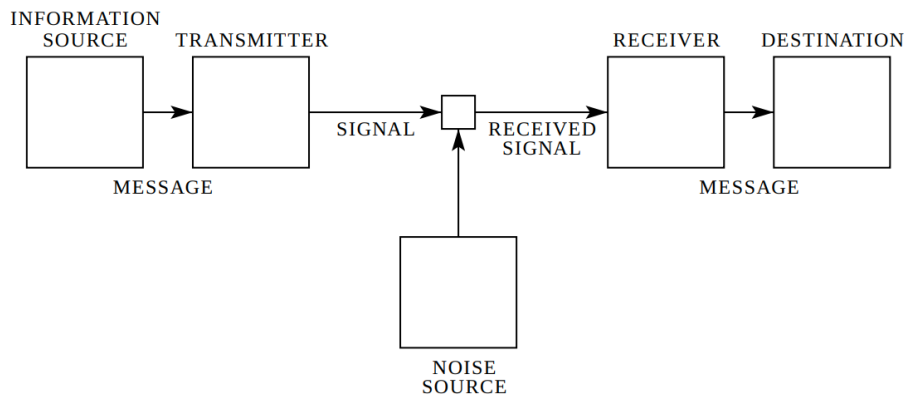 INFORMATION
SOURCE
TRANSMITTER
RECEIVER
DESTINATION
SIGNAL
RECEIVED
SIGNAL
MESSAGE
MESSAGE
NOISE
SOURCE